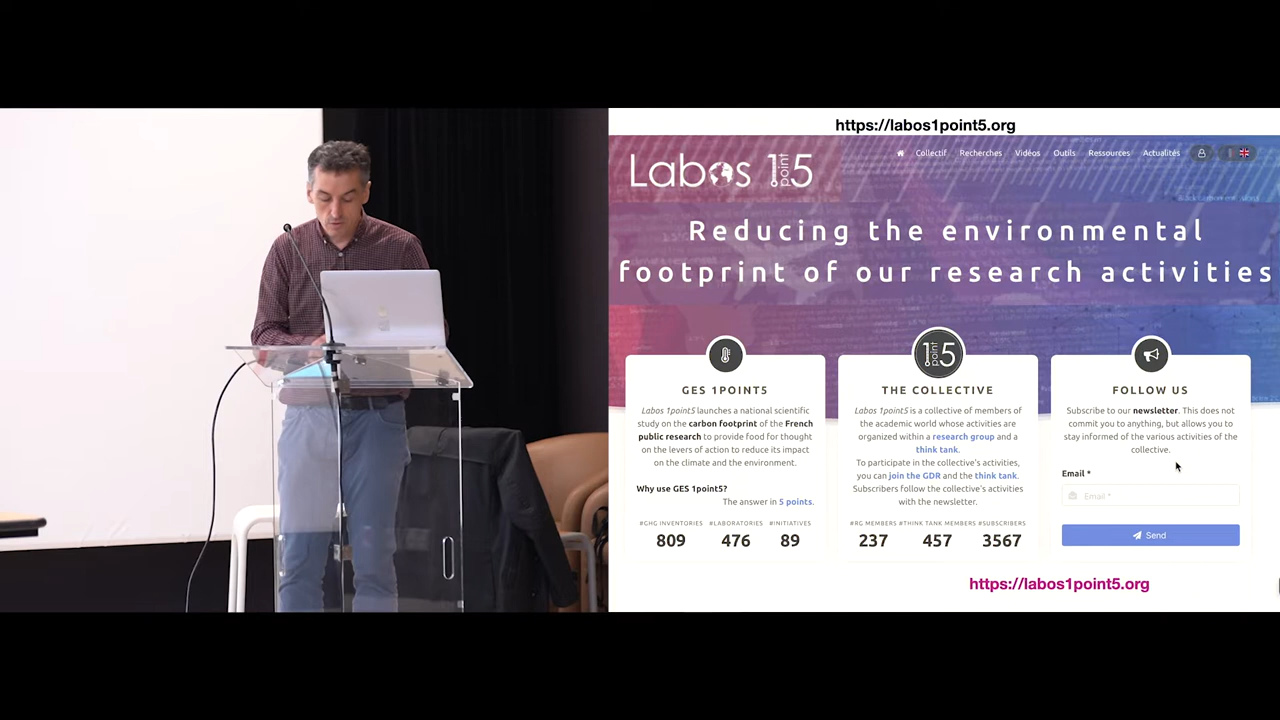 https://labos1point5.org
Labos 1point5
Collectif Recherches Vidéos Outils Ressources Actualités
Reducing the environmental
footprint of our research activities
GES 1POINT5
Labos 1point5 launches a national scientific
study on the carbon footprint of the French
public research to provide food for thought
on the levers of action to reduce its impact
on the climate and the environment.
Why use GES 1point5?
The answer in 5 points.
#GHG INVENTORIES #LABORATORIES #INITIATIVES
809 476 89
1point5
THE COLLECTIVE
Labos 1point5 is a collective of members of
the academic world whose activities are
organized within a research group and a
think tank.
To participate in the collective's activities,
you can join the GDR and the think tank.
Subscribers follow the collective's activities
with the newsletter.
#RG MEMBERS #THINK TANK MEMBERS #SUBSCRIBERS
237 457 3567
FOLLOW US
Subscribe to our newsletter. This does not
commit you to anything, but allows you to
stay informed of the various activities of the
collective.
Email *
Email *
Send
https://labos1point5.org